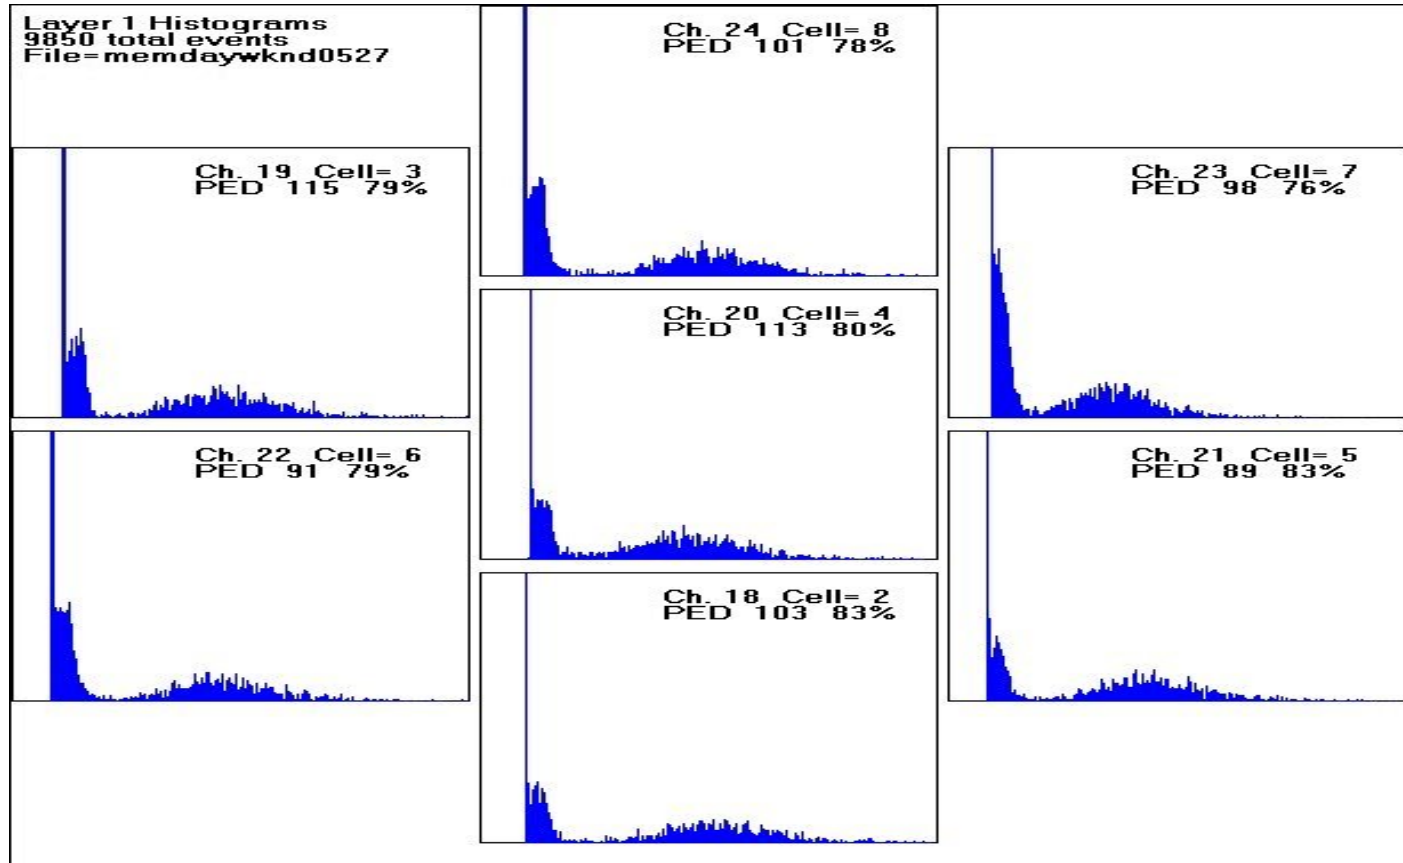 Layer 1 Histograms
9850 total events
File=memdaywknd0527
Ch. 24 Cell= 8
PED 101 78%
Ch. 19 Cell= 3
PED 115 79%
Ch. 23 Cell= 7
PED 98 76%
Ch. 20 Cell= 4
PED 113 80%
Ch. 22 Cell= 6
PED 91 79%
Ch. 21 Cell= 5
PED 89 83%
Ch. 18 Cell= 2
PED 103 83%